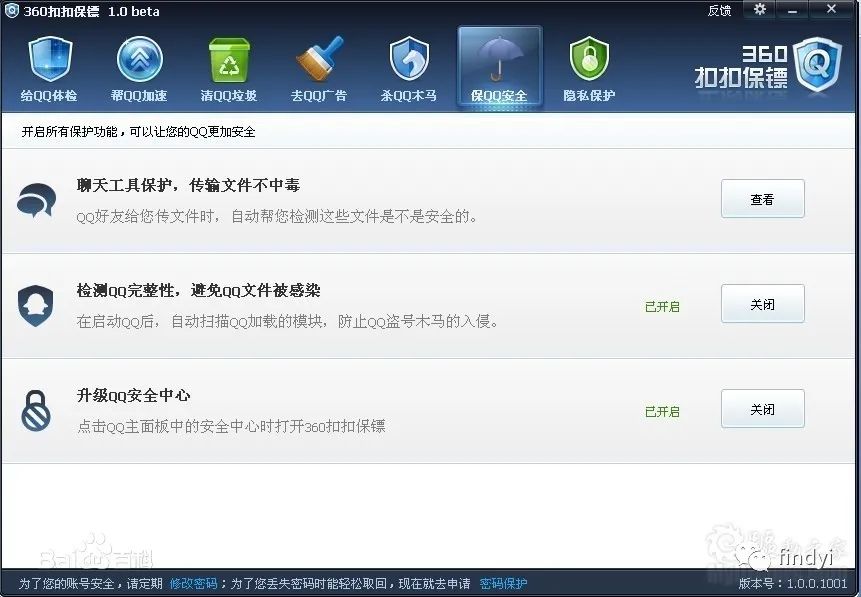 360扣扣保镖 1.0 beta
反馈
给QQ体检
帮QQ加速
清QQ垃圾
去QQ广告
杀QQ木马
保QQ安全
隐私保护
360
扣扣保镖
开启所有保护功能，可以让您的QQ更加安全
聊天工具保护，传输文件不中毒
QQ好友给您传文件时，自动帮您检测这些文件是不是安全的。
查看
检测QQ完整性，避免QQ文件被感染
在启动QQ后，自动扫描QQ加载的模块，防止QQ盗号木马的入侵。
已开启
关闭
升级QQ安全中心
点击QQ主面板中的安全中心时打开360扣扣保镖
已开启
关闭
Bai百科
findyi
为了您的账号安全，请定期 修改密码；为了您丢失密码时能轻松取回，现在就去申请 密码保护
版本号：1.0.0.1001